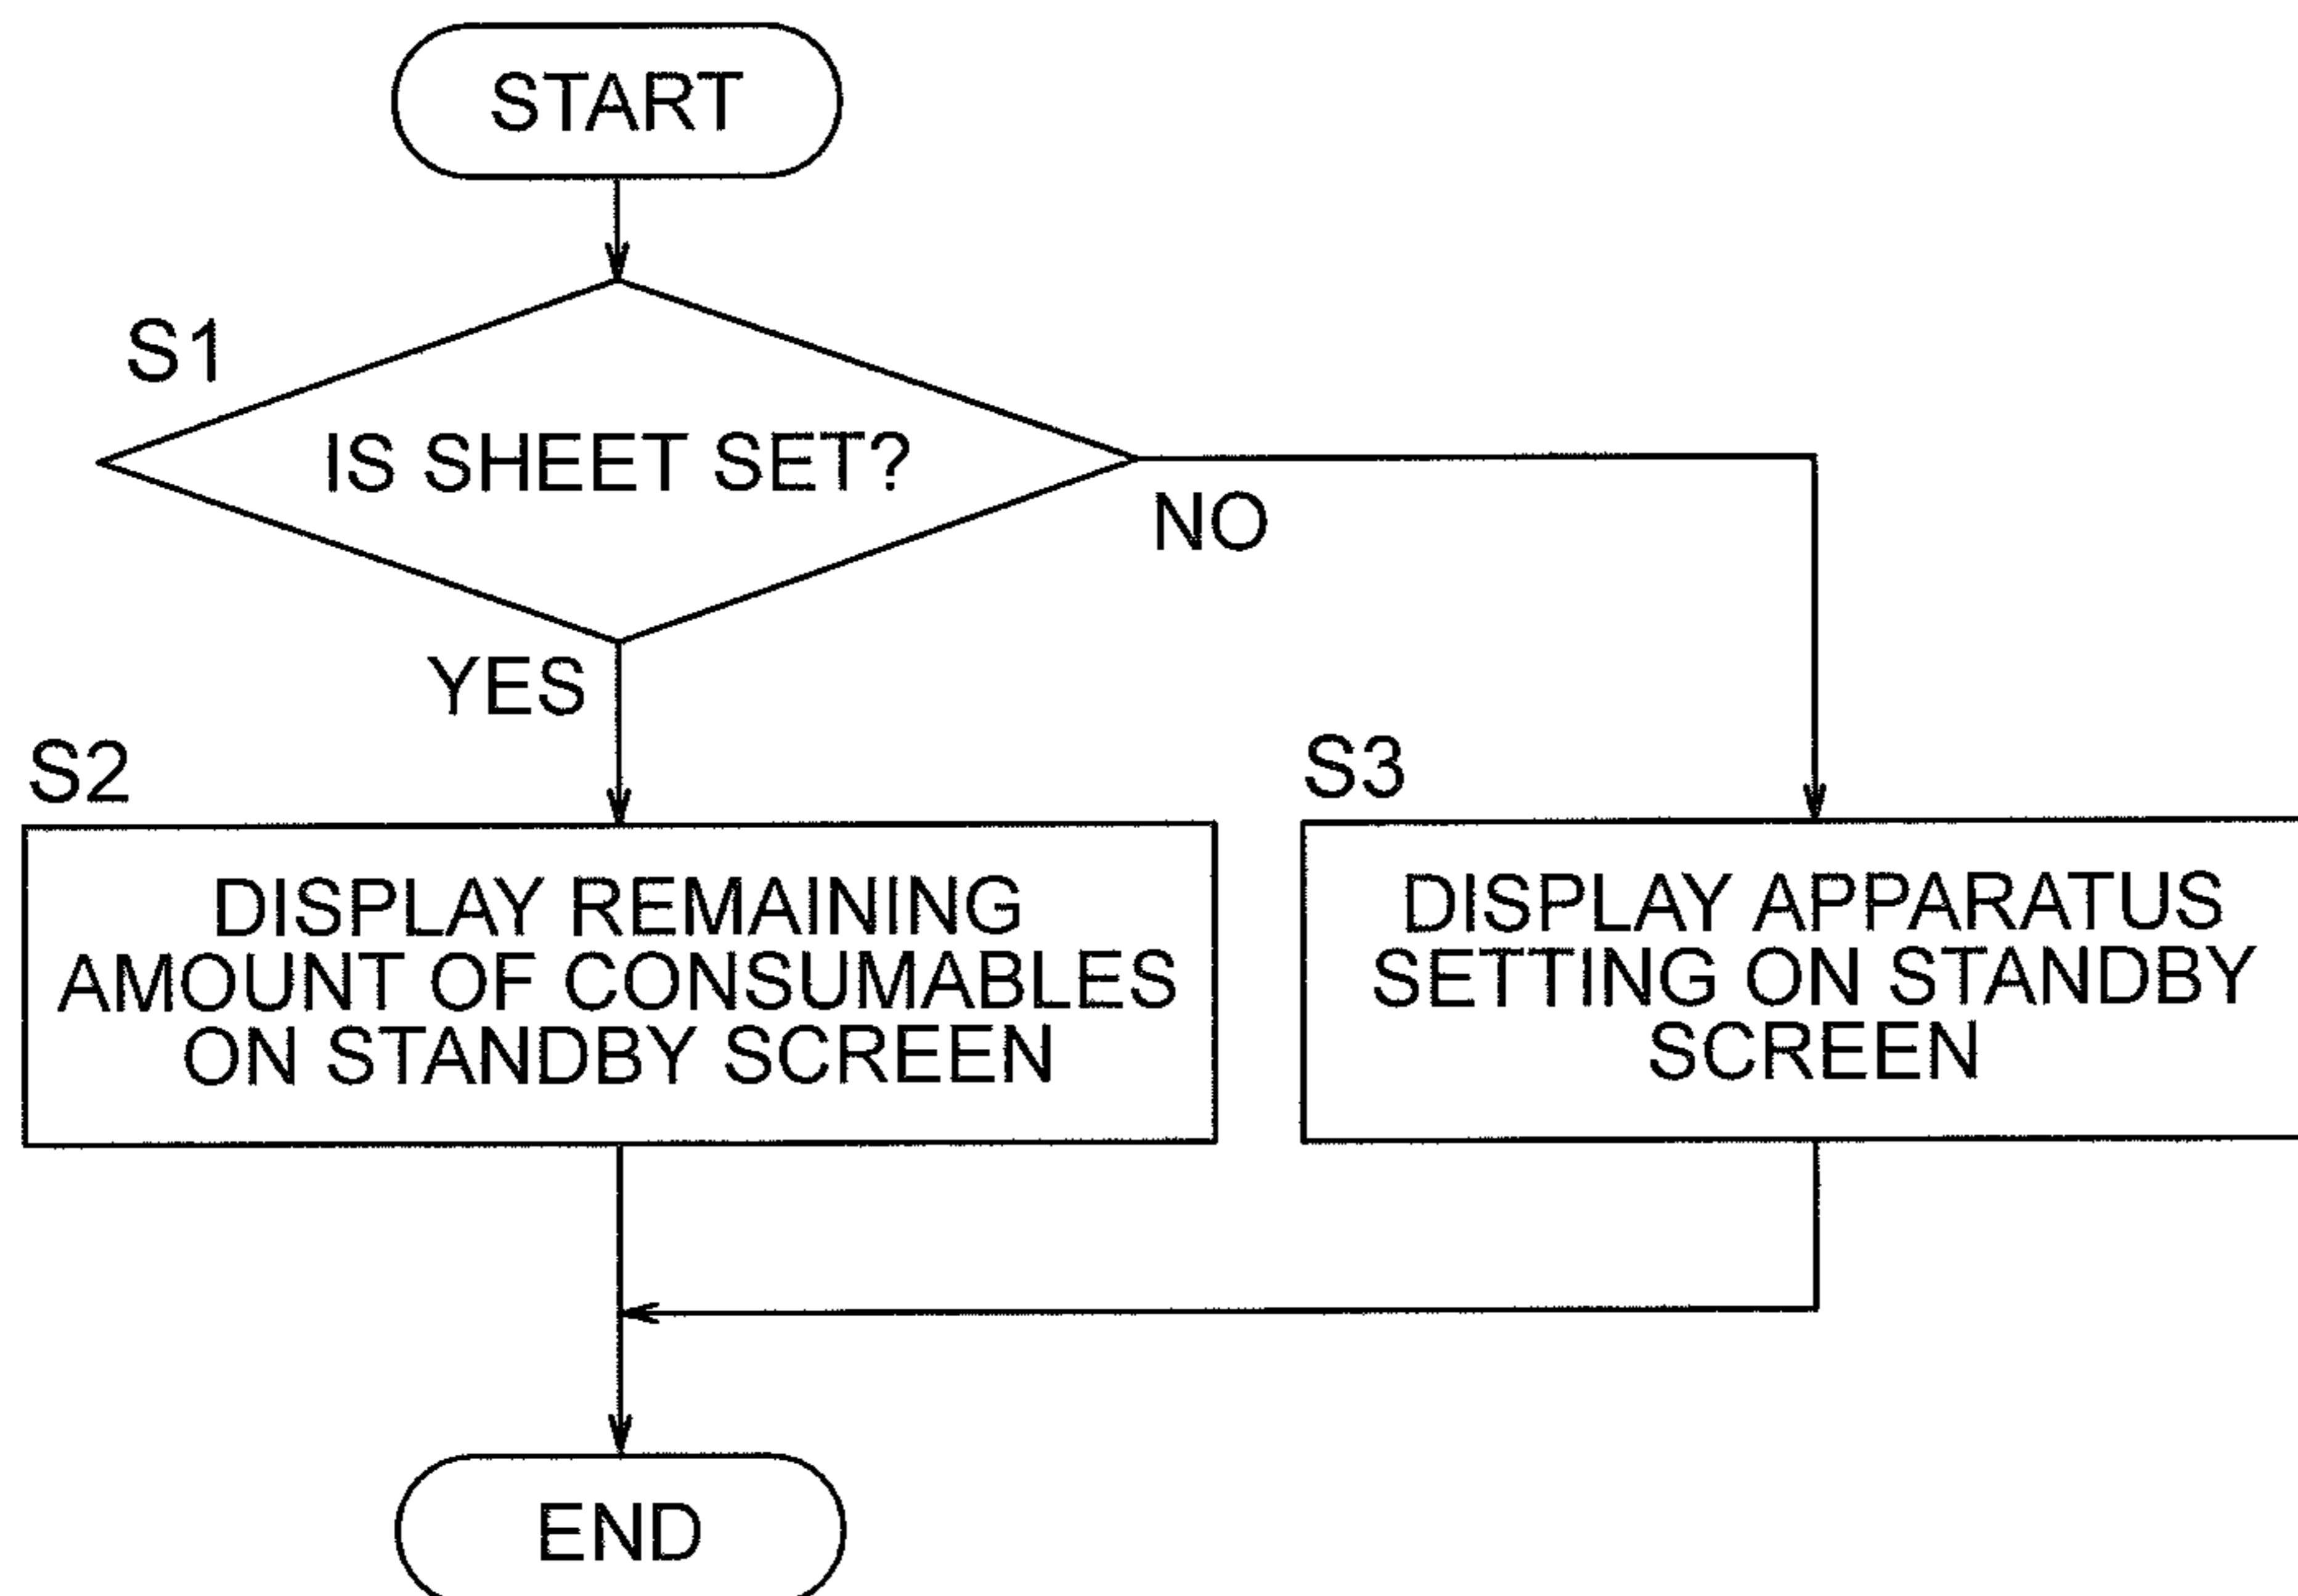 START
S1
IS SHEET SET?
NO
YES
S2
DISPLAY REMAINING
AMOUNT OF CONSUMABLES
ON STANDBY SCREEN
S3
DISPLAY APPARATUS
SETTING ON STANDBY
SCREEN
END